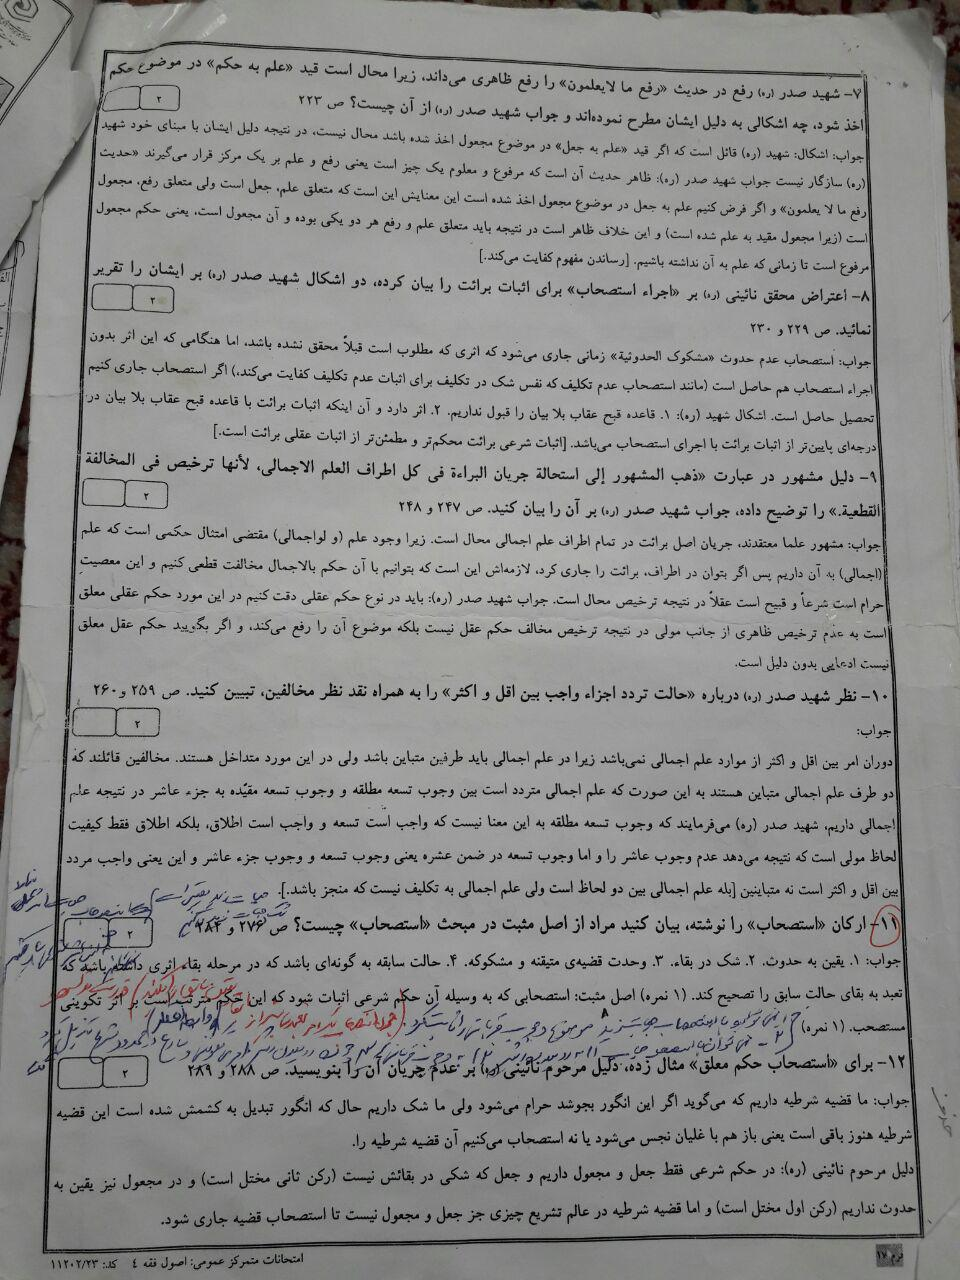 ۷- شهید صدر (ره) رفع در حدیث «رفع ما لایعلمون» را رفع ظاهری می‌داند، زیرا محال است قید «علم به حکم» در موضوع حکم
۲
اخذ شود، چه اشکالی به دلیل ایشان مطرح نموده‌اند و جواب شهید صدر (ره) از آن چیست؟ ص ۲۲۳
جواب: اشکال: شهید (ره) قائل است که اگر قید «علم به جعل» در موضوع مجعول اخذ شده باشد محال نیست، در نتیجه دلیل ایشان با مبنای خود شهید
(ره) سازگار نیست جواب شهید صدر (ره): ظاهر حدیث آن است که مرفوع و معلوم یک چیز است یعنی رفع و علم بر یک مرکز قرار می‌گیرند «حدیث
رفع ما لا یعلمون» و اگر فرض کنیم علم به جعل در موضوع مجعول اخذ شده است این معنایش این است که متعلق علم، جعل است ولی متعلق رفع، مجعول
است (زیرا مجعول مقید به علم شده است) و این خلاف ظاهر است در نتیجه باید متعلق علم و رفع هر دو یکی بوده و آن مجعول است، یعنی حکم مجعول
مرفوع است تا زمانی که علم به آن نداشته باشیم. [رساندن مفهوم کفایت می‌کند.]
۸- اعتراض محقق نائینی (ره) بر «اجراء استصحاب» برای اثبات برائت را بیان کرده، دو اشکال شهید صدر (ره) بر ایشان را تقریر
۲
نمائید. ص ۲۲۹ و ۲۳۰
جواب: استصحاب عدم حدوث «مشکوک الحدوثیة» زمانی جاری می‌شود که اثری که مطلوب است قبلاً محقق نشده باشد، اما هنگامی که این اثر بدون
اجراء استصحاب هم حاصل است (مانند استصحاب عدم تکلیف که نفس شک در تکلیف برای اثبات عدم تکلیف کفایت می‌کند.) اگر استصحاب جاری کنیم
تحصیل حاصل است. اشکال شهید (ره): ۱. قاعده قبح عقاب بلا بیان را قبول نداریم. ۲. اثر دارد و آن اینکه اثبات برائت با قاعده قبح عقاب بلا بیان در
درجه‌ای پایین‌تر از اثبات برائت با اجرای استصحاب می‌باشد. [اثبات شرعی برائت محکم‌تر و مطمئن‌تر از اثبات عقلی برائت است.]
۹- دلیل مشهور در عبارت «ذهب المشهور إلی استحالة جریان البراءة فی کل اطراف العلم الاجمالی، لأنها ترخیص فی المخالفة
۲
القطعیة.» را توضیح داده، جواب شهید صدر (ره) بر آن را بیان کنید. ص ۲۴۷ و ۲۴۸
جواب: مشهور علما معتقدند، جریان اصل برائت در تمام اطراف علم اجمالی محال است. زیرا وجود علم (و لواجمالی) مقتضی امتثال حکمی است که علم
(اجمالی) به آن داریم پس اگر بتوان در اطراف، برائت را جاری کرد، لازمه‌اش این است که بتوانیم با آن حکم بالاجمال مخالفت قطعی کنیم و این معصیت
حرام است شرعاً و قبیح است عقلاً در نتیجه ترخیص محال است. جواب شهید صدر (ره): باید در نوع حکم عقلی دقت کنیم در این مورد حکم عقلی معلق
است به عدم ترخیص ظاهری از جانب مولی در نتیجه ترخیص مخالف حکم عقل نیست بلکه موضوع آن را رفع می‌کند، و اگر بگویید حکم عقل معلق
نیست ادعایی بدون دلیل است.
۱۰- نظر شهید صدر (ره) درباره «حالت تردد اجزاء واجب بین اقل و اکثر» را به همراه نقد نظر مخالفین، تبیین کنید. ص ۲۵۹ و ۲۶۰
۲
جواب:
دوران امر بین اقل و اکثر از موارد علم اجمالی نمی‌باشد زیرا در علم اجمالی باید طرفین متباین باشد ولی در این مورد متداخل هستند. مخالفین قائلند که
دو طرف علم اجمالی متباین هستند به این صورت که علم اجمالی متردد است بین وجوب تسعه مطلقه و وجوب تسعه مقیّده به جزء عاشر در نتیجه علم
اجمالی داریم، شهید صدر (ره) می‌فرمایند که وجوب تسعه مطلقه به این معنا نیست که واجب است تسعه و واجب است اطلاق، بلکه اطلاق فقط کیفیت
لحاظ مولی است که نتیجه می‌دهد عدم وجوب عاشر را و اما وجوب تسعه در ضمن عشره یعنی وجوب تسعه و وجوب جزء عاشر و این یعنی واجب مردد
بین اقل و اکثر است نه متباینین [بله علم اجمالی بین دو لحاظ است ولی علم اجمالی به تکلیف نیست که منجز باشد.].
۱۱- ارکان «استصحاب» را نوشته، بیان کنید مراد از اصل مثبت در مبحث «استصحاب» چیست؟ ص ۲۷۶ و ۲۸۴
۲
جواب: ۱. یقین به حدوث. ۲. شک در بقاء. ۳. وحدت قضیه‌ی متیقنه و مشکوکه. ۴. حالت سابقه به گونه‌ای باشد که در مرحله بقاء اثری داشته باشد که
تعبد به بقای حالت سابق را تصحیح کند. (۱ نمره) اصل مثبت: استصحابی که به وسیله آن حکم شرعی اثبات شود که این حکم مترتب است بر اثر تکوینی
مستصحب. (۱ نمره)
۱۲- برای «استصحاب حکم معلق» مثال زده، دلیل مرحوم نائینی (ره) بر عدم جریان آن را بنویسید. ص ۲۸۸ و ۲۸۹
۲
جواب: ما قضیه شرطیه داریم که می‌گوید اگر این انگور بجوشد حرام می‌شود ولی ما شک داریم حال که انگور تبدیل به کشمش شده است این قضیه
شرطیه هنوز باقی است یعنی باز هم با غلیان نجس می‌شود یا نه استصحاب می‌کنیم آن قضیه شرطیه را.
دلیل مرحوم نائینی (ره): در حکم شرعی فقط جعل و مجعول داریم و جعل که شکی در بقائش نیست (رکن ثانی مختل است) و در مجعول نیز یقین به
حدوث نداریم (رکن اول مختل است) و اما قضیه شرطیه در عالم تشریع چیزی جز جعل و مجعول نیست تا استصحاب قضیه جاری شود.
فرم ۱۷
امتحانات متمرکز عمومی: اصول فقه ۴ کد: ۱۱۲۰۲/۲۳